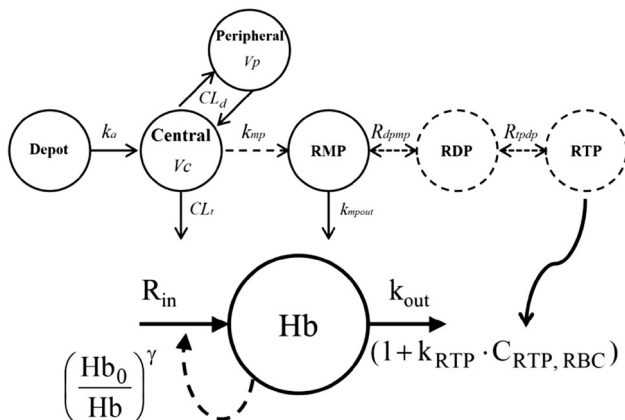 Peripheral
Vp
CLd
ka
kmp
Rdpmp
Rtpdp
Depot
Central
Vc
RMP
RDP
RTP
CLt
kmpout
Rin
Hb
kout
(Hb0/Hb)^γ
(1+kRTP·CRTP, RBC)